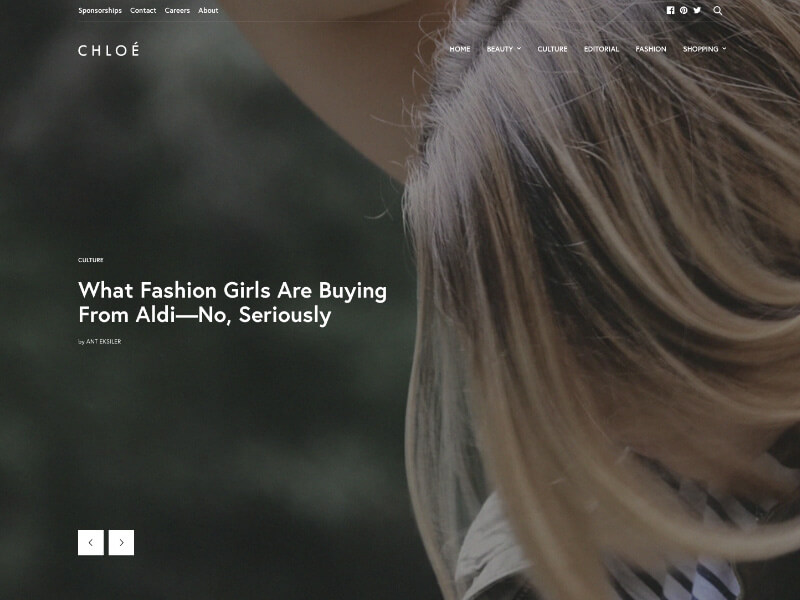 Sponsorships Contact Careers About
CHLOÉ
HOME BEAUTY CULTURE EDITORIAL FASHION SHOPPING
CULTURE
What Fashion Girls Are Buying
From Aldi—No, Seriously
by ANT EKSILER